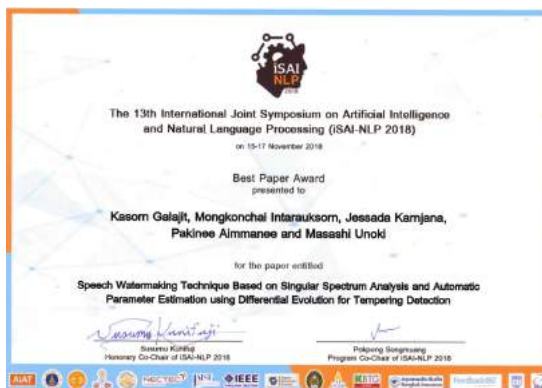 iSAI
NLP
2018
The 13th International Joint Symposium on Artificial Intelligence
and Natural Language Processing (iSAI-NLP 2018)
on 15-17 November 2018
Best Paper Award
presented to
Kasorn Galajit, Mongkonchai Intarauksorn, Jessada Karnjana,
Pakinee Aimmanee and Masashi Unoki
for the paper entitled
Speech Watermaking Technique Based on Singular Spectrum Analysis and Automatic
Parameter Estimation using Differential Evolution for Tempering Detection
Susumu Kunifuji
Susumu Kunifuji
Honorary Co-Chair of iSAI-NLP 2018
Pokpong Songmuang
Program Co-Chair of iSAI-NLP 2018
AIAT NECTEC IEEE